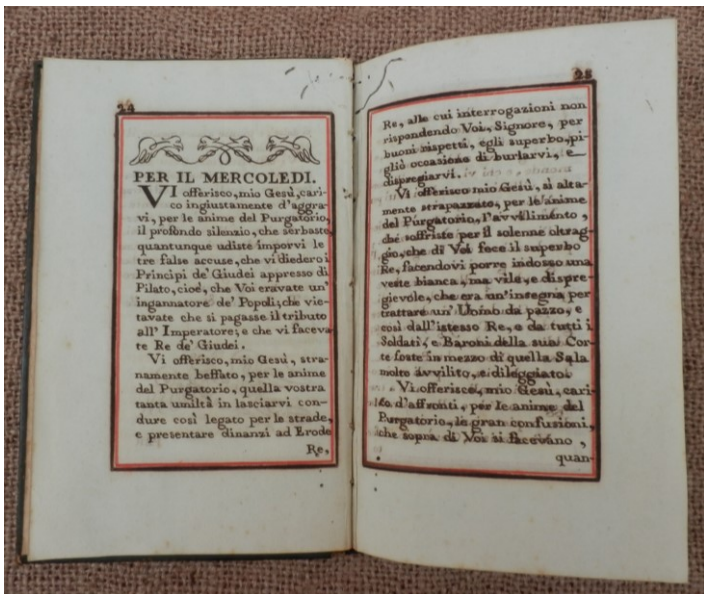 24
PER IL MERCOLEDI.
VI offerisco, mio Gesù, cari-
co ingiustamente d'aggra-
vi, per le anime del Purgatorio,
il profondo silenzio, che serbaste
quantunque udiste imporvi le
tre false accuse, che vi diedero i
Principi de' Giudei appresso di
Pilato, cioè, che Voi eravate un'
ingannatore de' Popoli, che vie-
tavate che si pagasse il tributo
all' Imperatore, e che vi faceva-
te Re de' Giudei.
Vi offerisco, mio Gesù, stra-
namente beffato, per le anime
del Purgatorio, quella vostra
tanta umiltà in lasciarvi con-
dure così legato per le strade,
e presentare dinanzi ad Erode
Re,
25
Re, alle cui interrogazioni non
rispondendo Voi, Signore, per
buoni rispetti, egli superbo, pi-
gliò occasione di burlarvi, e
dispregiarvi.
Vi offerisco mio Gesù, sì alta-
mente strapazzato, per le anime
del Purgatorio, l'avvilimento,
che soffriste per il solenne oltrag-
gio, che di Voi fece il superbo
Re, facendovi porre indosso una
veste bianca, ma vile, e dispre-
gievole, che era un'insegna per
trattare un' Uomo da pazzo, e
così dall'istesso Re, e da tutti i
Soldati, e Baroni della sua Cor-
te foste in mezzo di quella Sala
molto avvilito, e dileggiato.
Vi offerisco, mio Gesù, cari-
co d'affronti, per le anime del
Purgatorio, le gran confusioni,
che sopra di Voi si facevano,
quan-